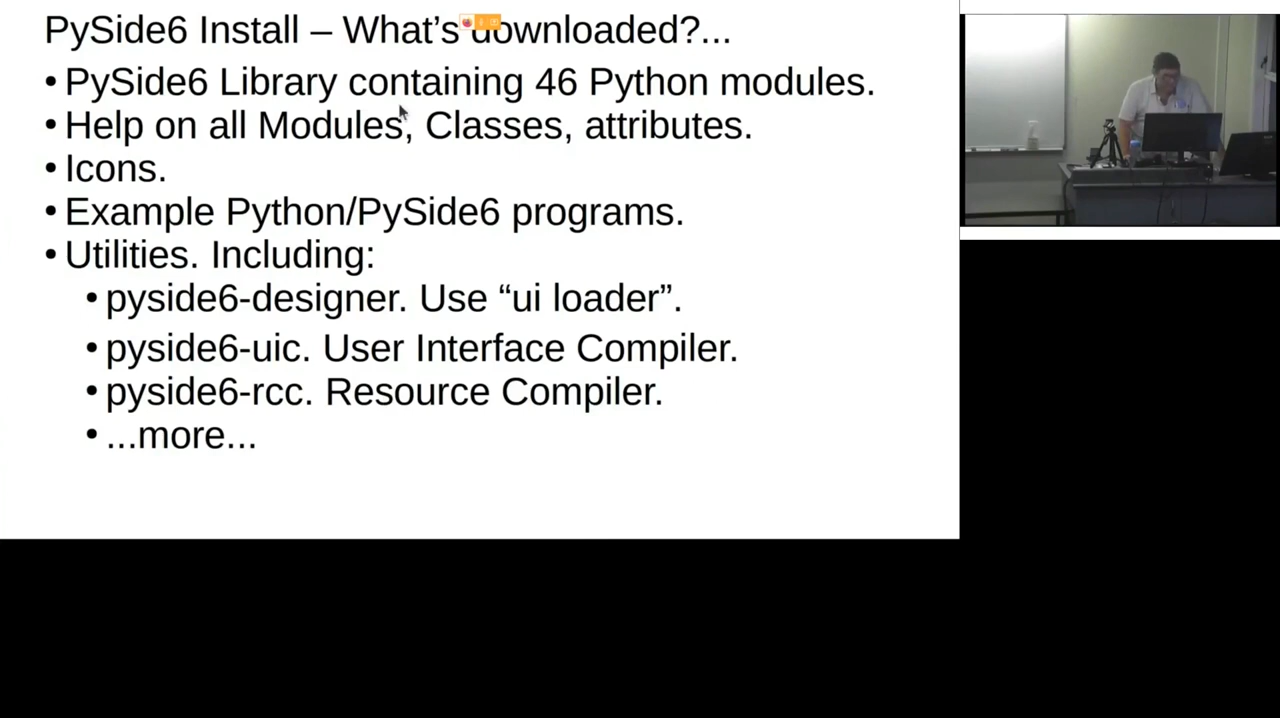 PySide6 Install – What's downloaded?...
• PySide6 Library containing 46 Python modules.
• Help on all Modules, Classes, attributes.
• Icons.
• Example Python/PySide6 programs.
• Utilities. Including:
• pyside6-designer. Use “ui loader”.
• pyside6-uic. User Interface Compiler.
• pyside6-rcc. Resource Compiler.
• ...more...